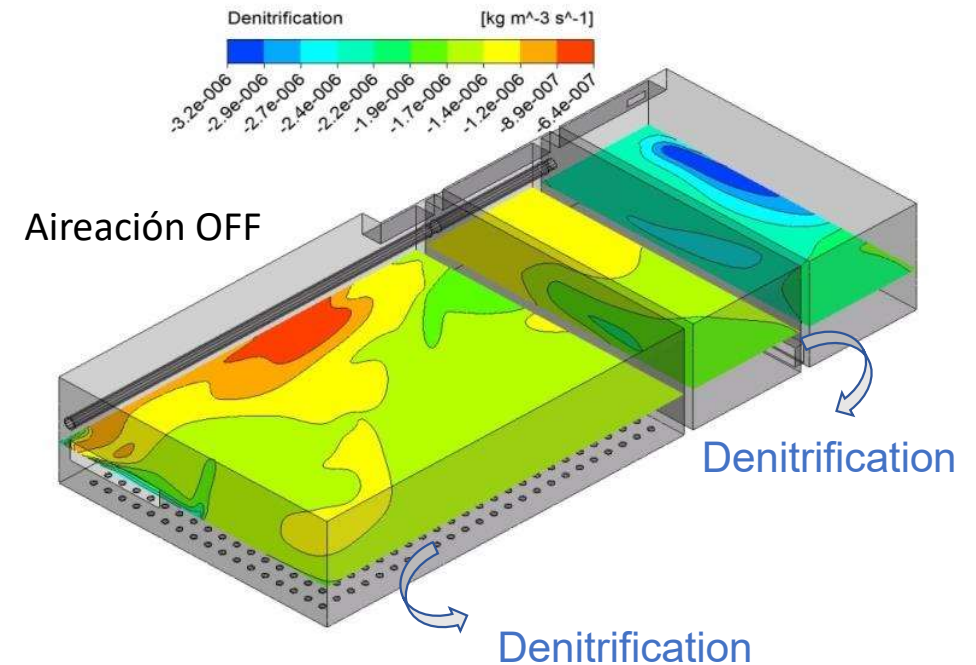 Denitrification [kg m^-3 s^-1]
-3.2e-006
-2.9e-006
-2.7e-006
-2.4e-006
-2.2e-006
-1.9e-006
-1.7e-006
-1.4e-006
-1.2e-006
-8.9e-007
-6.4e-007
Aireación OFF
Denitrification
Denitrification